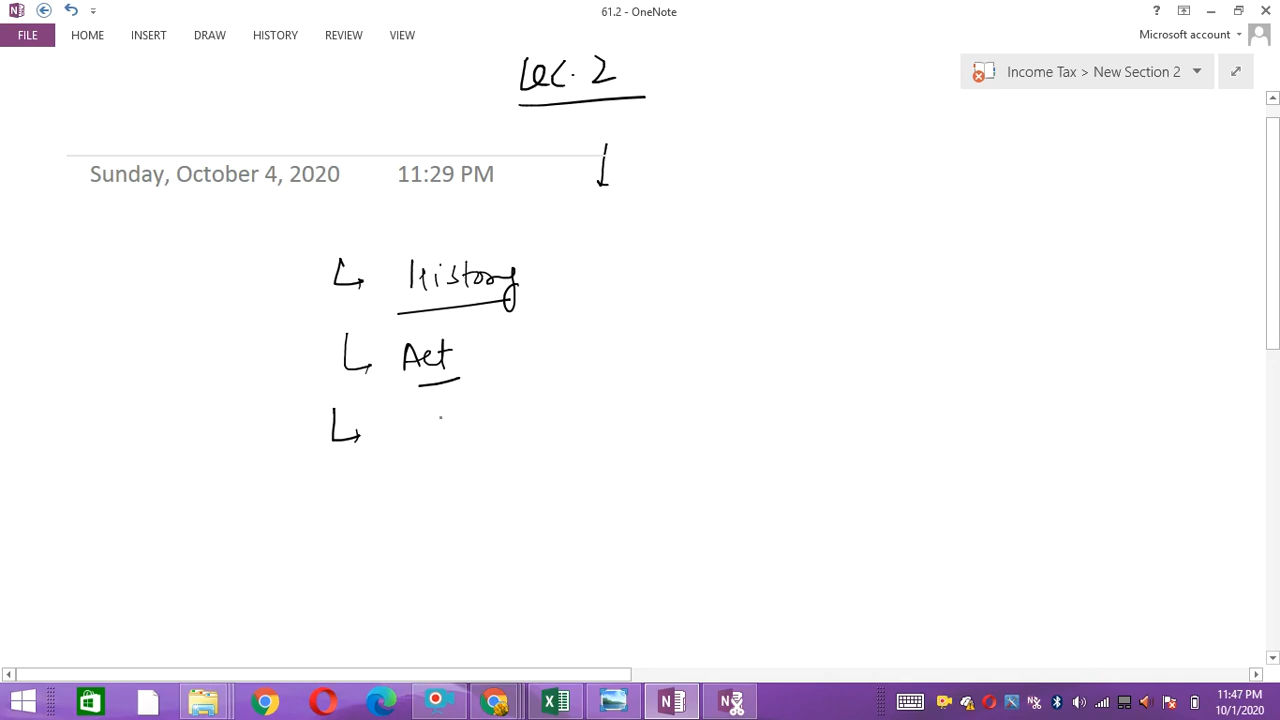 61.2 - OneNote
FILE HOME INSERT DRAW HISTORY REVIEW VIEW
Microsoft account
Income Tax > New Section 2
Lec. 2
Sunday, October 4, 2020 11:29 PM
History
Act
11:47 PM
10/1/2020